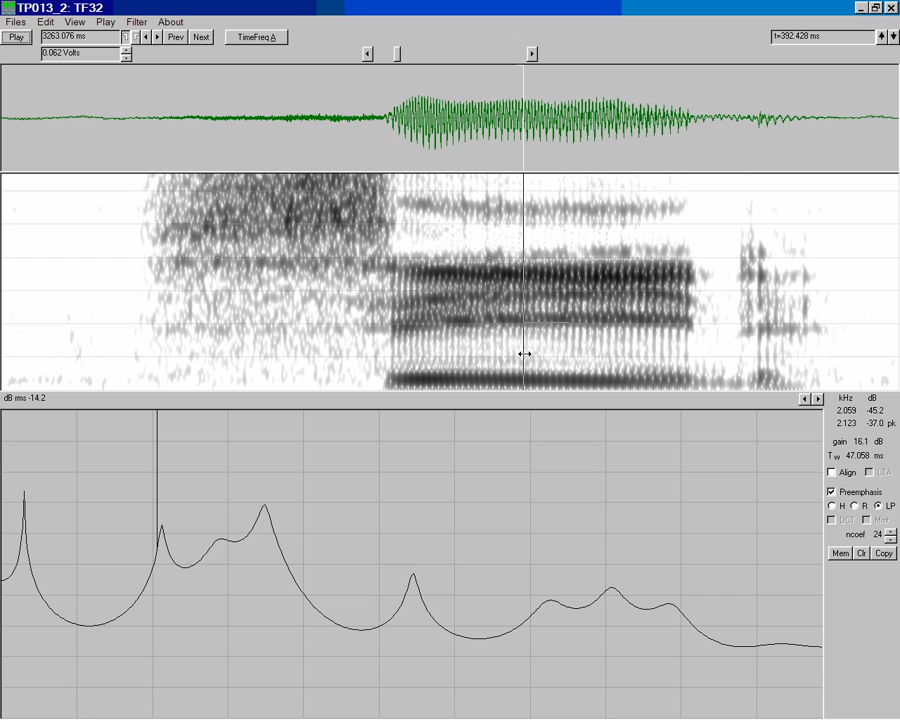 TP013_2: TF32
Files Edit View Play Filter About
Play 3263.076 ms Prev Next TimeFreq A t=392.428 ms
0.062 Volts
dB rms -14.2
kHz dB
2.059 -45.2
2.123 -37.0 pk
gain 16.1 dB
T w 47.058 ms
Align LTA
Preemphasis
H R LP
DCT
ncoef 24
Mem Clr Copy